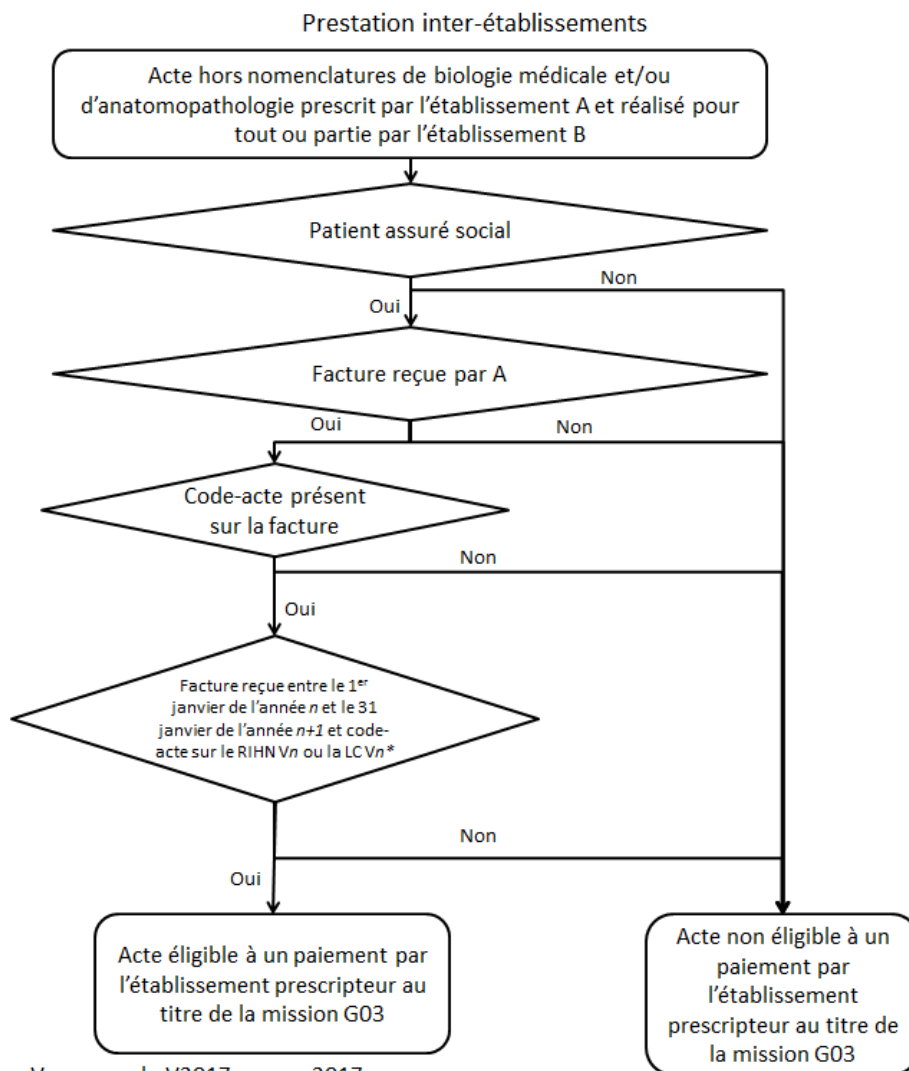 Prestation inter-établissements
Acte hors nomenclatures de biologie médicale et/ou
d'anatomopathologie prescrit par l'établissement A et réalisé pour
tout ou partie par l'établissement B
Patient assuré social
Non
Oui
Facture reçue par A
Oui
Non
Code-acte présent
sur la facture
Non
Oui
Facture reçue entre le 1er
janvier de l'année n et le 31
janvier de l'année n+1 et code-
acte sur le RIHN Vn ou la LC Vn*
Non
Oui
Acte éligible à un paiement par
l'établissement prescripteur au
titre de la mission G03
Acte non éligible à un
paiement par
l'établissement
prescripteur au titre de
la mission G03